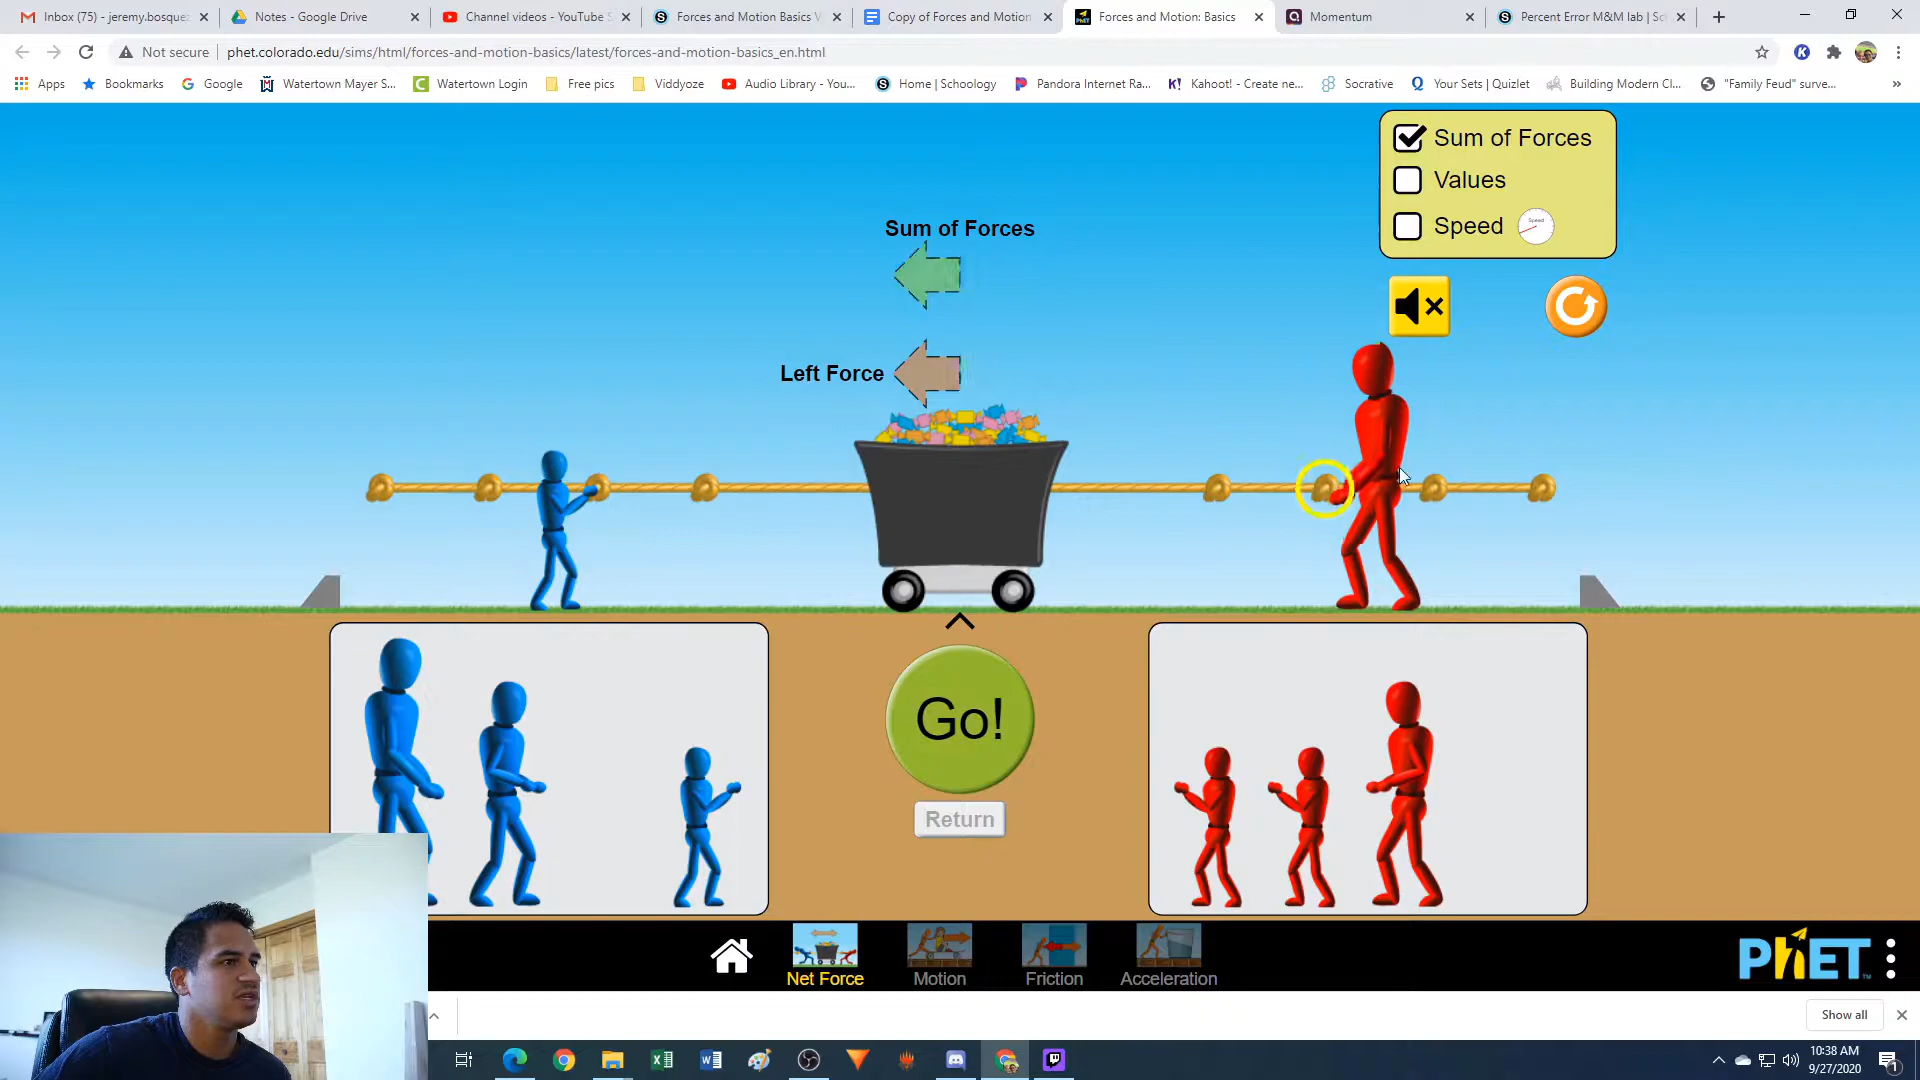 Inbox (75) - jeremy.bosque
Notes - Google Drive
Channel videos - YouTube S
Forces and Motion Basics V
Copy of Forces and Motion
Forces and Motion: Basics
Momentum
Percent Error M&M lab | Sc
Not secure
phet.colorado.edu/sims/html/forces-and-motion-basics/latest/forces-and-motion-basics_en.html
Apps
Bookmarks
Google
Watertown Mayer S...
Watertown Login
Free pics
Viddyoze
Audio Library - You...
Home | Schoology
Pandora Internet Ra...
Kahoot! - Create ne...
Socrative
Your Sets | Quizlet
Building Modern Cl...
"Family Feud" surve...
Sum of Forces
Values
Speed
Speed
Sum of Forces
Left Force
Go!
Return
Net Force
Motion
Friction
Acceleration
PhET
Show all
10:38 AM
9/27/2020